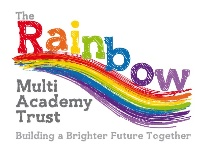 The
Rainbow
Multi
Academy
Trust
Building a Brighter Future Together